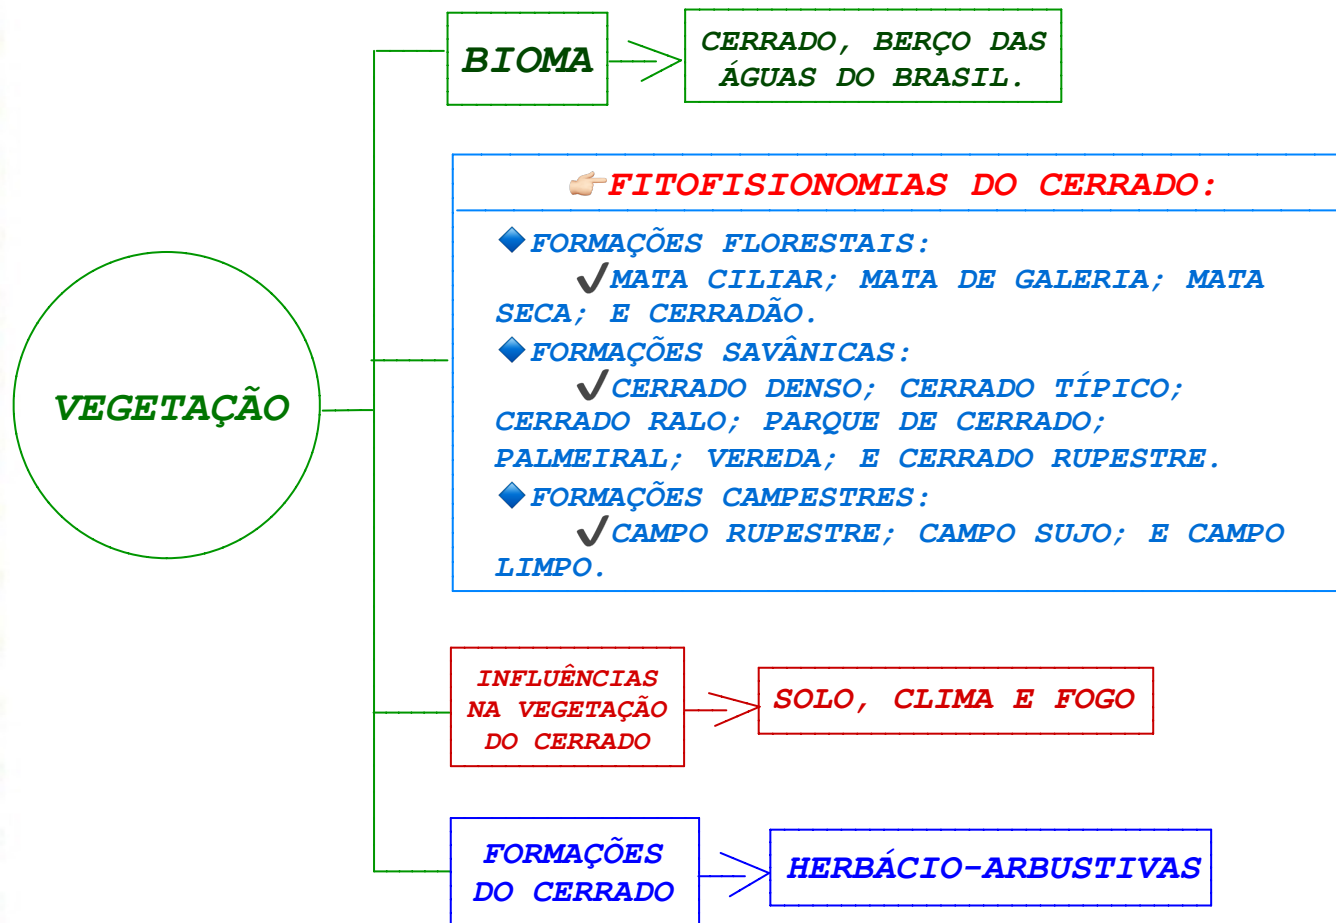 VEGETAÇÃO
BIOMA
CERRADO, BERÇO DAS
ÁGUAS DO BRASIL.
👉🏻FITOFISIONOMIAS DO CERRADO:
🔷FORMAÇÕES FLORESTAIS:
✔MATA CILIAR; MATA DE GALERIA; MATA
SECA; E CERRADÃO.
🔷FORMAÇÕES SAVÂNICAS:
✔CERRADO DENSO; CERRADO TÍPICO;
CERRADO RALO; PARQUE DE CERRADO;
PALMEIRAL; VEREDA; E CERRADO RUPESTRE.
🔷FORMAÇÕES CAMPESTRES:
✔CAMPO RUPESTRE; CAMPO SUJO; E CAMPO
LIMPO.
INFLUÊNCIAS
NA VEGETAÇÃO
DO CERRADO
SOLO, CLIMA E FOGO
FORMAÇÕES
DO CERRADO
HERBÁCIO-ARBUSTIVAS